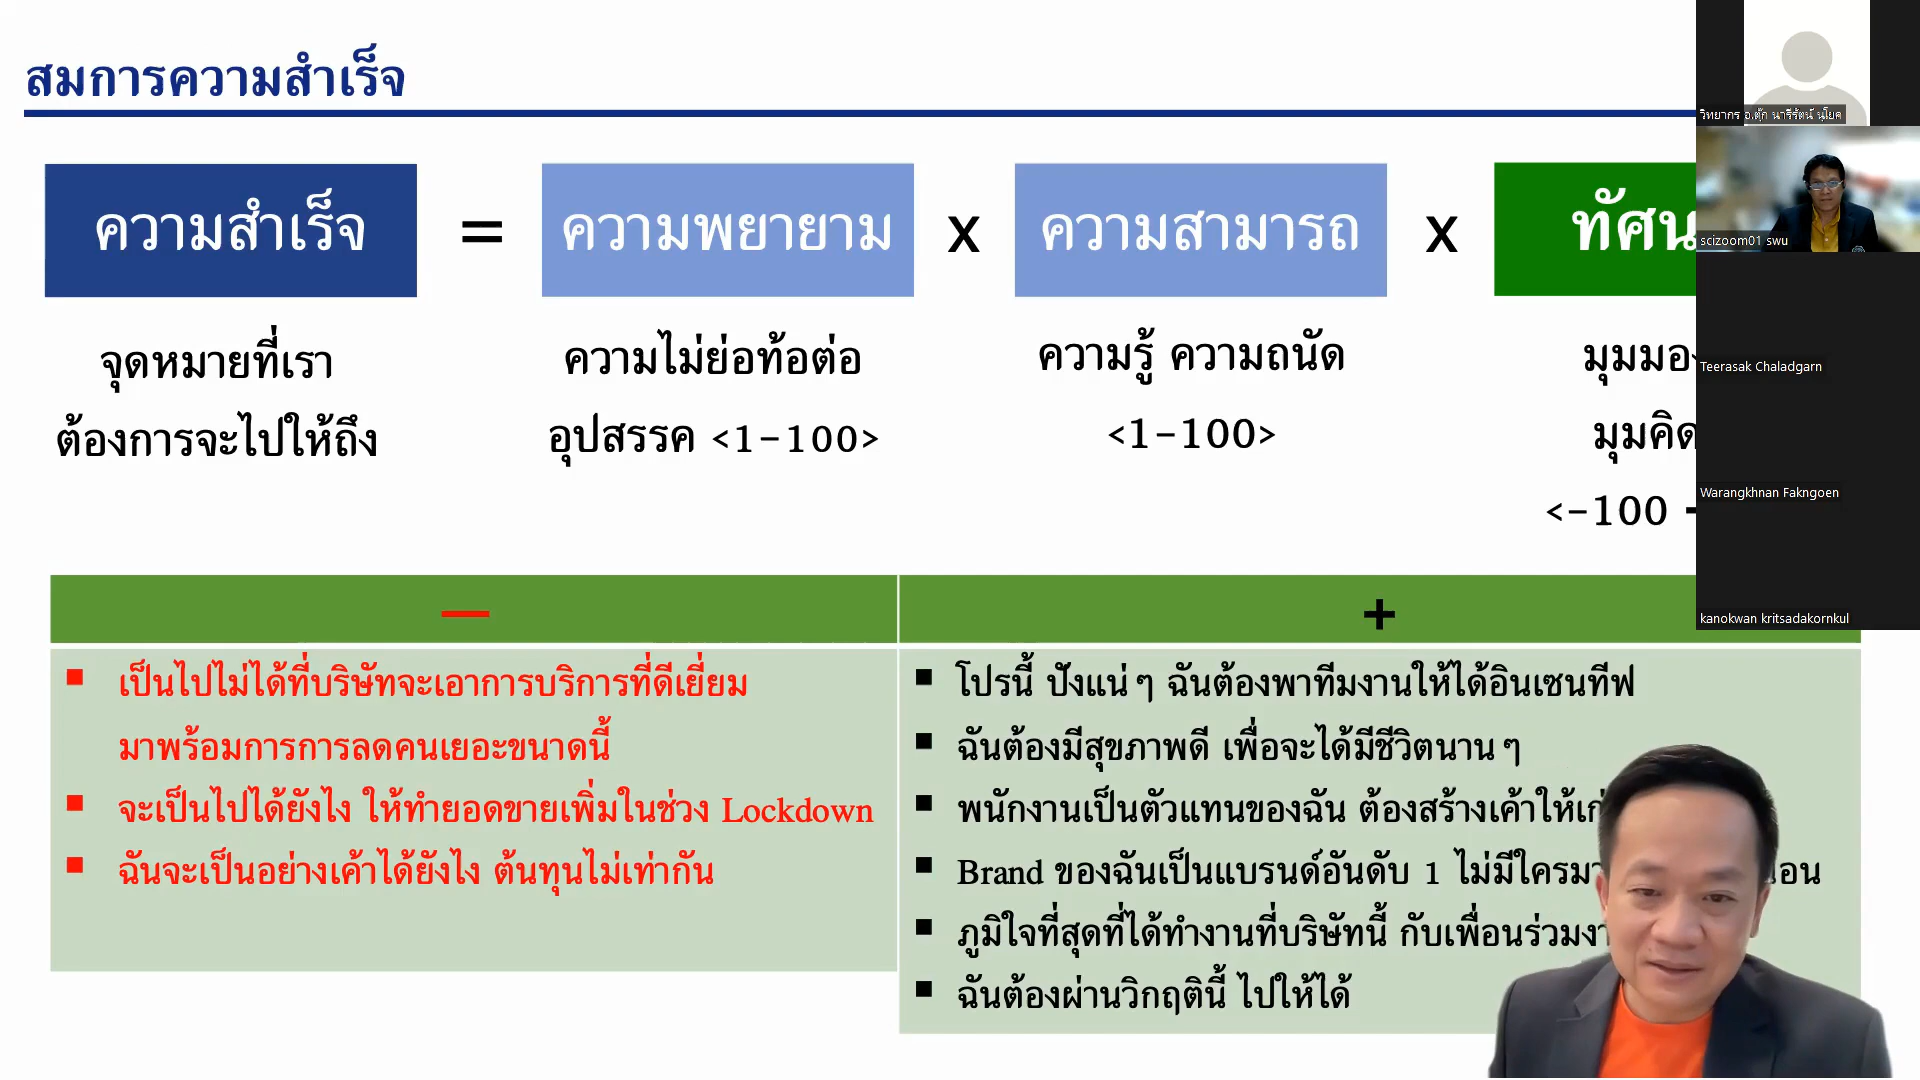 สมการความสำเร็จ
ความสำเร็จ = ความพยายาม x ความสามารถ x
จุดหมายที่เรา
ต้องการจะไปให้ถึง
ความไม่ย่อท้อต่อ
อุปสรรค <1-100>
ความรู้ ความถนัด
<1-100>
มุมคิด
<-100
–
+
เป็นไปไม่ได้ที่บริษัทจะเอาการบริการที่ดีเยี่ยม
มาพร้อมการการลดคนเยอะขนาดนี้
จะเป็นไปได้ยังไง ให้ทำยอดขายเพิ่มในช่วง Lockdown
ฉันจะเป็นอย่างเค้าได้ยังไง ต้นทุนไม่เท่ากัน
โปรนี้ ปังแน่ๆ ฉันต้องพาทีมงานให้ได้อินเซนทีฟ
ฉันต้องมีสุขภาพดี เพื่อจะได้มีชีวิตนานๆ
พนักงานเป็นตัวแทนของฉัน ต้องสร้างเค้าให้
Brand ของฉันเป็นแบรนด์อันดับ 1 ไม่มีใคร
ภูมิใจที่สุดที่ได้ทำงานที่บริษัทนี้ กับเพื่อนร่วม
ฉันต้องผ่านวิกฤตินี้ ไปให้ได้
วิทยากร อ.ตุ๊ก นารีรัตน์ นุโยค
scizoom01 swu
Teerasak Chaladgarn
Warangkhnan Fakngoen
kanokwan kritsadakornkul